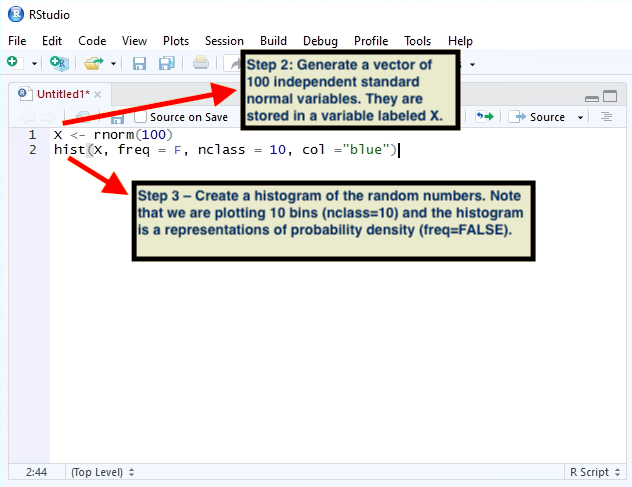 RStudio
File Edit Code View Plots Session Build Debug Profile Tools Help
Step 2: Generate a vector of
100 independent standard
normal variables. They are
stored in a variable labeled X.
Untitled1*
Source on Save
Source
1 X <- rnorm(100)
2 hist(X, freq = F, nclass = 10, col ="blue")
Step 3 – Create a histogram of the random numbers. Note
that we are plotting 10 bins (nclass=10) and the histogram
is a representations of probability density (freq=FALSE).
2:44 (Top Level) R Script